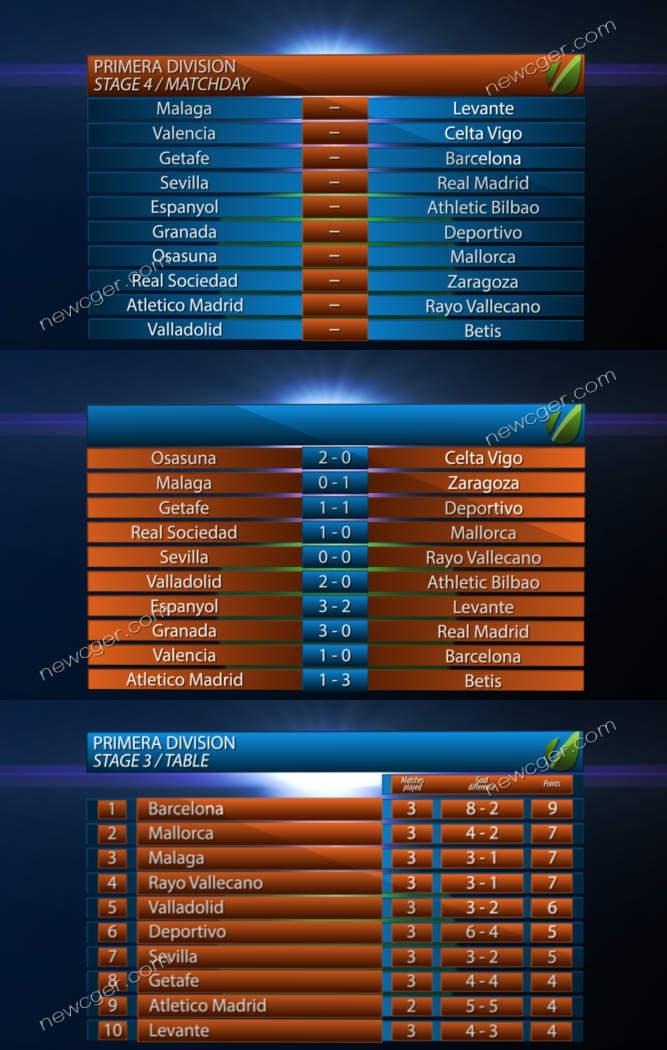 PRIMERA DIVISION
STAGE 4 / MATCHDAY
newcger.com
Malaga – Levante
Valencia – Celta Vigo
Getafe – Barcelona
Sevilla – Real Madrid
Espanyol – Athletic Bilbao
Granada – Deportivo
Osasuna – Mallorca
Real Sociedad – Zaragoza
Atletico Madrid – Rayo Vallecano
Valladolid – Betis
newcger.com
newcger.com
Osasuna 2 - 0 Celta Vigo
Malaga 0 - 1 Zaragoza
Getafe 1 - 1 Deportivo
Real Sociedad 1 - 0 Mallorca
Sevilla 0 - 0 Rayo Vallecano
Valladolid 2 - 0 Athletic Bilbao
Espanyol 3 - 2 Levante
Granada 3 - 0 Real Madrid
Valencia 1 - 0 Barcelona
Atletico Madrid 1 - 3 Betis
newcger.com
PRIMERA DIVISION
STAGE 3 / TABLE
newcger.com
Matches played Goal difference Points
1 Barcelona 3 8 - 2 9
2 Mallorca 3 4 - 2 7
3 Malaga 3 3 - 1 7
4 Rayo Vallecano 3 3 - 1 7
5 Valladolid 3 3 - 2 6
6 Deportivo 3 6 - 4 5
7 Sevilla 3 3 - 2 5
8 Getafe 3 4 - 4 4
9 Atletico Madrid 2 5 - 5 4
10 Levante 3 4 - 3 4
newcger.com